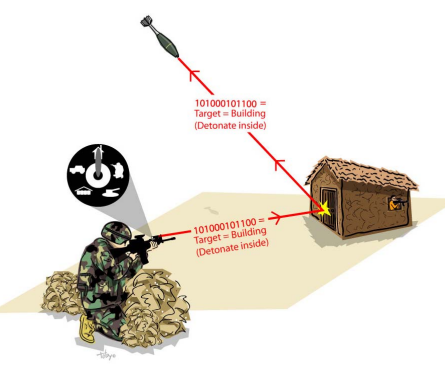 101000101100 =
Target = Building
(Detonate inside)
101000101100 =
Target = Building
(Detonate inside)